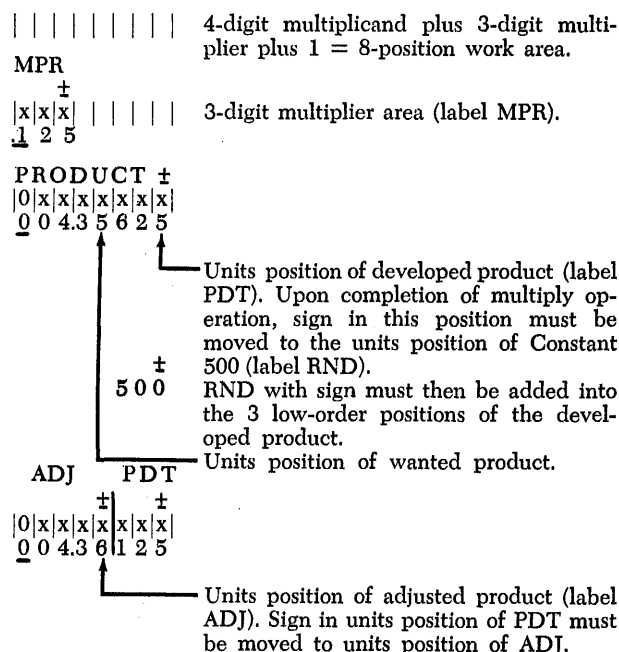 | | | | | | | | | 4-digit multiplicand plus 3-digit multi-
plier plus 1 = 8-position work area.
MPR
±
|x|x|x| | | | | | 3-digit multiplier area (label MPR).
.1 2 5
PRODUCT ±
|0|x|x|x|x|x|x|x|
0 0 4.3 5 6 2 5
Units position of developed product (label
PDT). Upon completion of multiply op-
eration, sign in this position must be
moved to the units position of Constant
500 (label RND).
±
5 0 0
RND with sign must then be added into
the 3 low-order positions of the devel-
oped product.
Units position of wanted product.
ADJ PDT
± ±
|0|x|x|x|x|x|x|x|
0 0 4.3 6 1 2 5
Units position of adjusted product (label
ADJ). Sign in units position of PDT must
be moved to units position of ADJ.